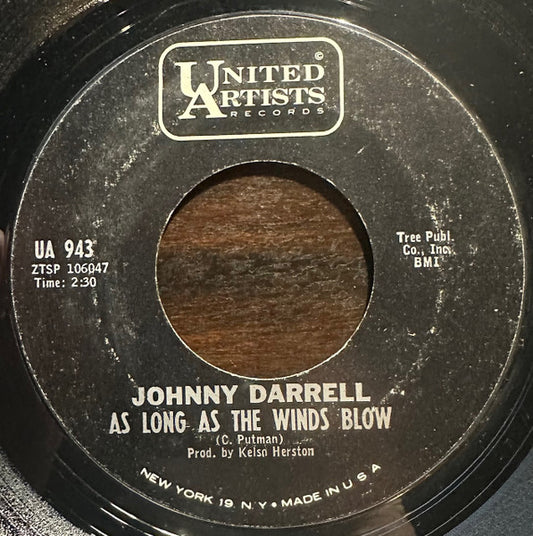 ©
UNITED
ARTISTS
RECORDS
UA 943
ZTSP 106047
Time: 2:30
Tree Publ.
Co., Inc.
BMI
JOHNNY DARRELL
AS LONG AS THE WINDS BLOW
(C. Putman)
Prod. by Kelso Herston
NEW YORK 19, N.Y. • MADE IN U S A